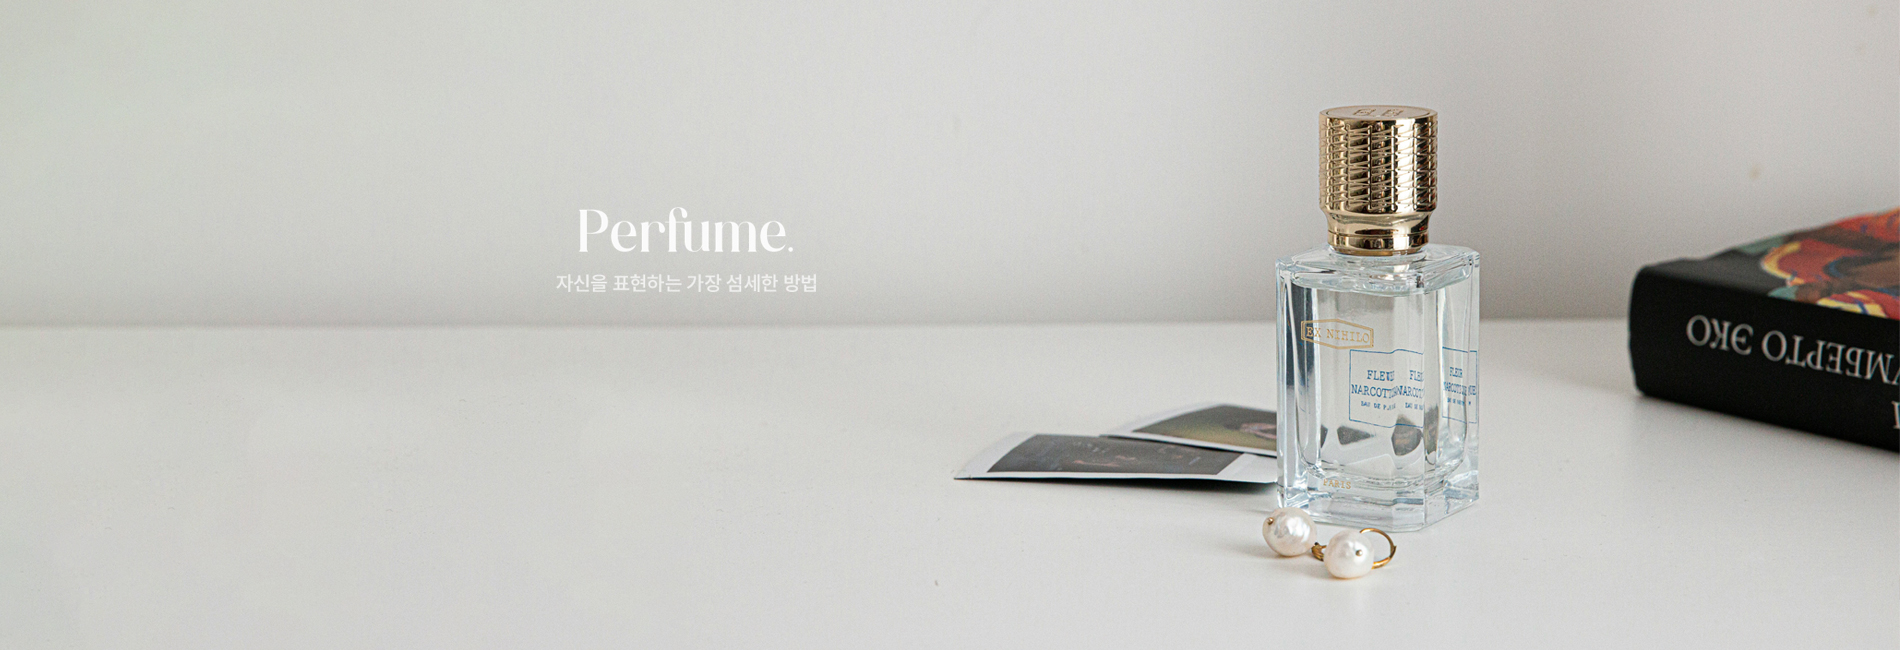 Perfume.
자신을 표현하는 가장 섬세한 방법
EX NIHILO
FLEUR
NARCOTIQUE
EAU DE PARFUM
PARIS
УМБЕРТО ЭКО